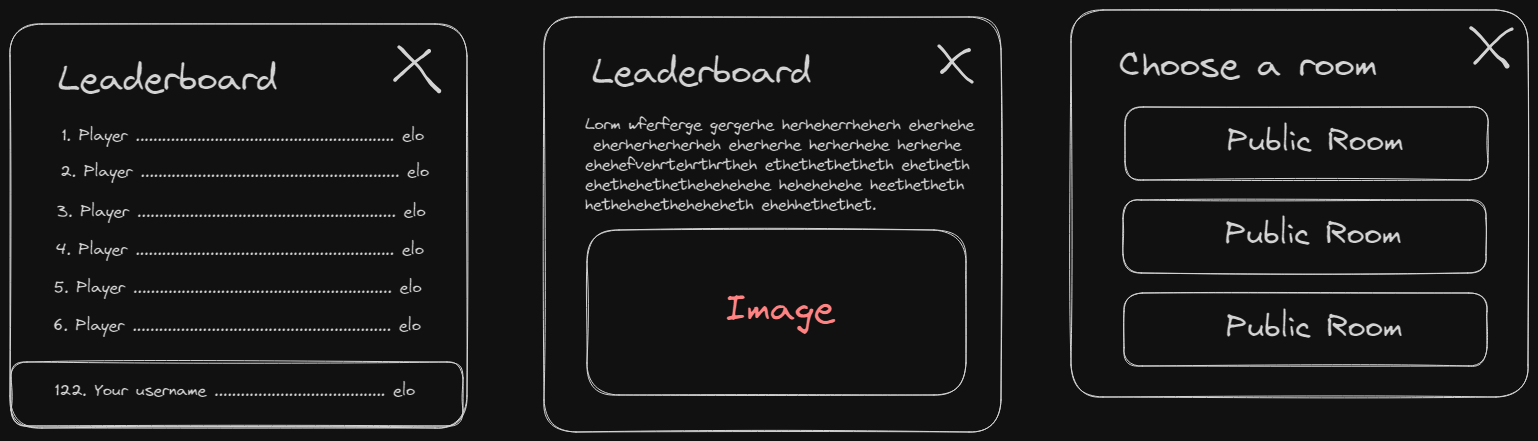 Leaderboard
1. Player ................................................ elo
2. Player ................................................ elo
3. Player ................................................ elo
4. Player ................................................ elo
5. Player ................................................ elo
6. Player ................................................ elo
122. Your username ................................ elo
Leaderboard
Lorm wferferge gergerhe herheherrheherh eherhehe
eherherherherheh eherherhe herherhehe herherhe
ehehefvehrtehrthrtheh ethethethetheth ehetheth
ehethehethethehehehehe hehehehehe heethetheth
hethehehetheheheheth ehehhethethet.
Image
Choose a room
Public Room
Public Room
Public Room